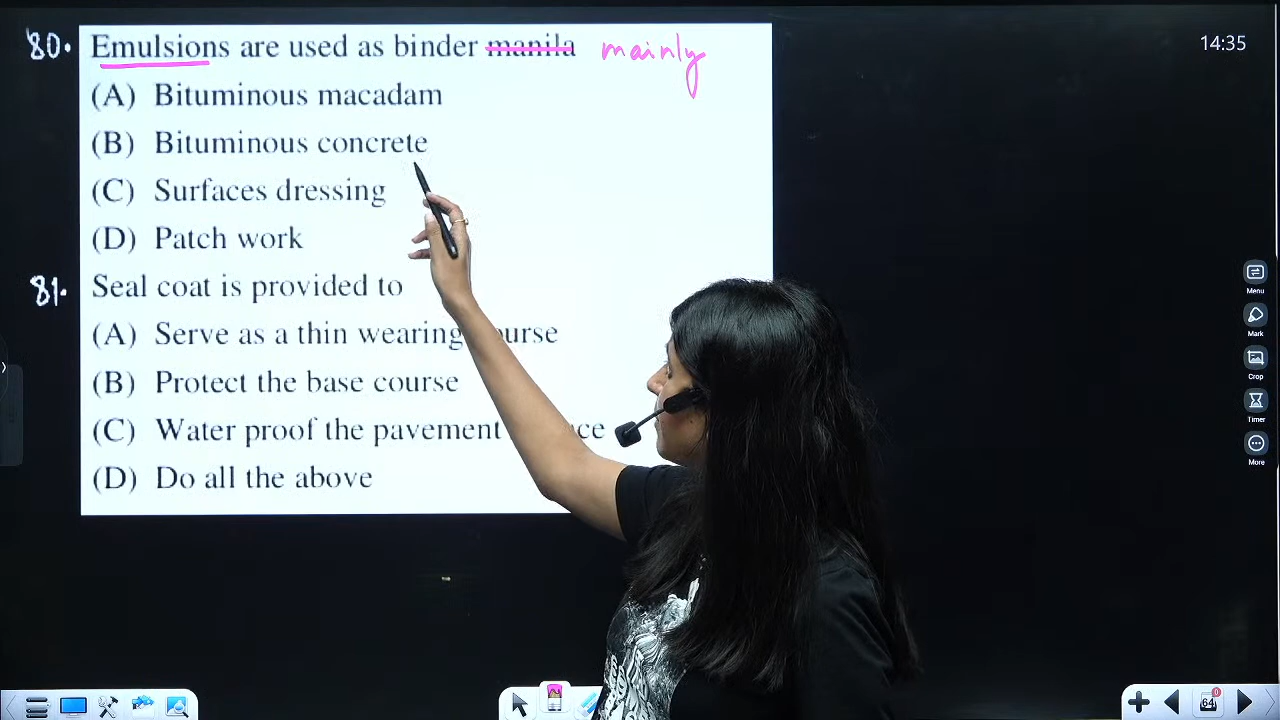 14:35
80. Emulsions are used as binder manila mainly
(A) Bituminous macadam
(B) Bituminous concrete
(C) Surfaces dressing
(D) Patch work
81. Seal coat is provided to
(A) Serve as a thin wearing
(B) Protect the base course
(C) Water proof the pavement
(D) Do all the above
Menu
Mark
Crop
Timer
More
64